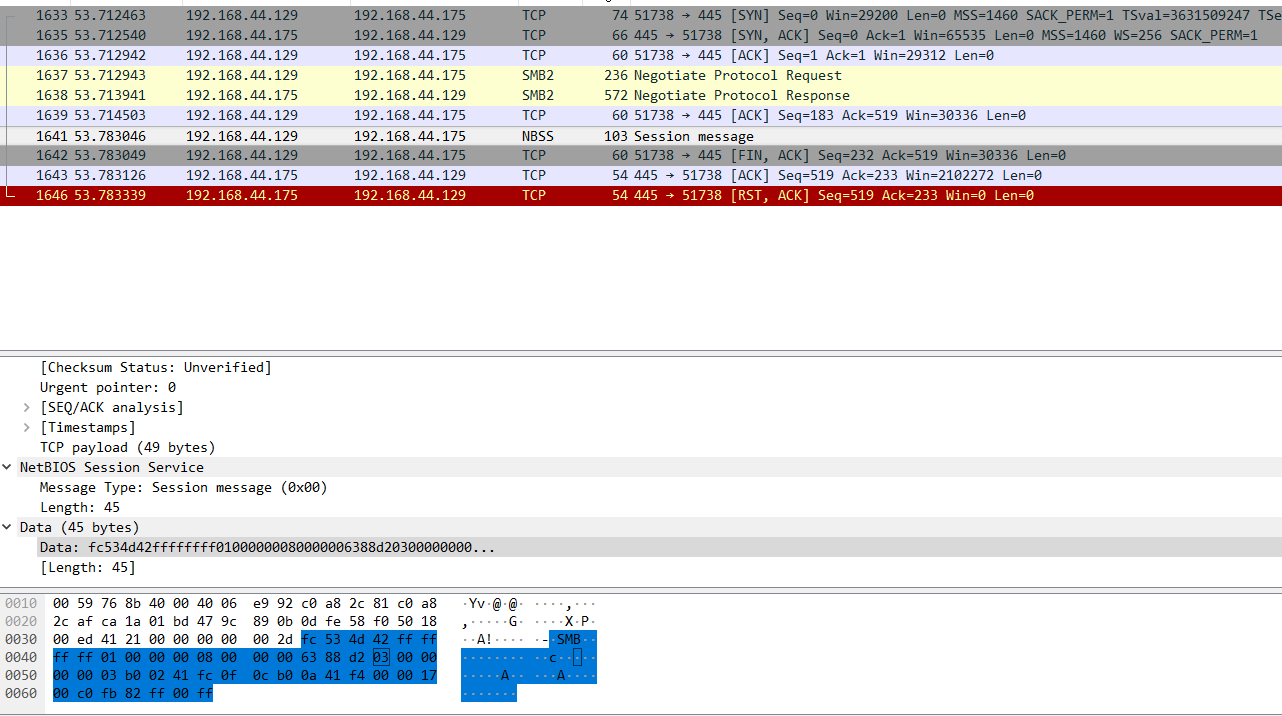 1633 53.712463 192.168.44.129 192.168.44.175 TCP 74 51738 → 445 [SYN] Seq=0 Win=29200 Len=0 MSS=1460 SACK_PERM=1 TSval=3631509247 TSe
1635 53.712540 192.168.44.175 192.168.44.129 TCP 66 445 → 51738 [SYN, ACK] Seq=0 Ack=1 Win=65535 Len=0 MSS=1460 WS=256 SACK_PERM=1
1636 53.712942 192.168.44.129 192.168.44.175 TCP 60 51738 → 445 [ACK] Seq=1 Ack=1 Win=29312 Len=0
1637 53.712943 192.168.44.129 192.168.44.175 SMB2 236 Negotiate Protocol Request
1638 53.713941 192.168.44.175 192.168.44.129 SMB2 572 Negotiate Protocol Response
1639 53.714503 192.168.44.129 192.168.44.175 TCP 60 51738 → 445 [ACK] Seq=183 Ack=519 Win=30336 Len=0
1641 53.783046 192.168.44.129 192.168.44.175 NBSS 103 Session message
1642 53.783049 192.168.44.129 192.168.44.175 TCP 60 51738 → 445 [FIN, ACK] Seq=232 Ack=519 Win=30336 Len=0
1643 53.783126 192.168.44.175 192.168.44.129 TCP 54 445 → 51738 [ACK] Seq=519 Ack=233 Win=2102272 Len=0
1646 53.783339 192.168.44.175 192.168.44.129 TCP 54 445 → 51738 [RST, ACK] Seq=519 Ack=233 Win=0 Len=0
[Checksum Status: Unverified]
Urgent pointer: 0
[SEQ/ACK analysis]
[Timestamps]
TCP payload (49 bytes)
NetBIOS Session Service
Message Type: Session message (0x00)
Length: 45
Data (45 bytes)
Data: fc534d42ffffffff01000000080000006388d20300000000...
[Length: 45]
0010 00 59 76 8b 40 00 40 06 e9 92 c0 a8 2c 81 c0 a8 ·Yv·@·@· ····,···
0020 2c af ca 1a 01 bd 47 9c 89 0b 0d fe 58 f0 50 18 ,·····G· ····X·P·
0030 00 ed 41 21 00 00 00 00 00 2d fc 53 4d 42 ff ff ··A!···· ·-·SMB··
0040 ff ff 01 00 00 00 08 00 00 00 63 88 d2 03 00 00 ········ ··c·····
0050 00 00 03 b0 02 41 fc 0f 0c b0 0a 41 f4 00 00 17 ·····A·· ···A····
0060 00 c0 fb 82 ff 00 ff ·······